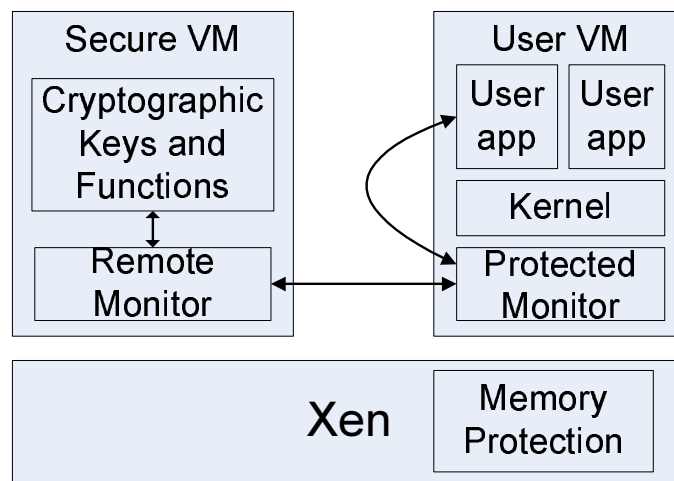 Secure VM
Cryptographic
Keys and
Functions
Remote
Monitor
User VM
User
app
User
app
Kernel
Protected
Monitor
Xen
Memory
Protection